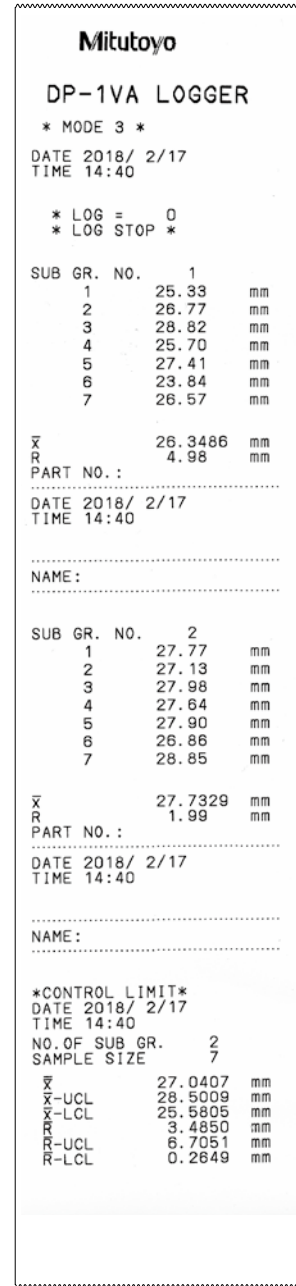 Mitutoyo
DP-1VA LOGGER
* MODE 3 *
DATE 2018/ 2/17
TIME 14:40
* LOG = 0
* LOG STOP *
SUB GR. NO. 1
1 25.33 mm
2 26.77 mm
3 28.82 mm
4 25.70 mm
5 27.41 mm
6 23.84 mm
7 26.57 mm
x̄ 26.3486 mm
R 4.98 mm
PART NO.:
DATE 2018/ 2/17
TIME 14:40
NAME:
SUB GR. NO. 2
1 27.77 mm
2 27.13 mm
3 27.98 mm
4 27.64 mm
5 27.90 mm
6 26.86 mm
7 28.85 mm
x̄ 27.7329 mm
R 1.99 mm
PART NO.:
DATE 2018/ 2/17
TIME 14:40
NAME:
*CONTROL LIMIT*
DATE 2018/ 2/17
TIME 14:40
NO.OF SUB GR. 2
SAMPLE SIZE 7
x̿ 27.0407 mm
x̄-UCL 28.5009 mm
x̄-LCL 25.5805 mm
R̄ 3.4850 mm
R̄-UCL 6.7051 mm
R̄-LCL 0.2649 mm